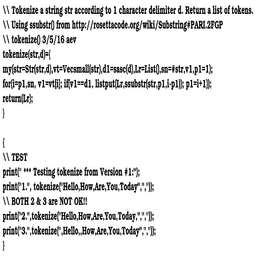 \\ Tokenize a string str according to 1 character delimiter d. Return a list of tokens.
\\ Using ssubstr() from http://rosettacode.org/wiki/Substring#PARI.2FGP
\\ tokenize() 3/5/16 aev
tokenize(str,d)={
my(str=Str(str,d),vt=Vecsmall(str),d1=sasc(d),Lr=List(),sn=#str,v1,p1=1);
for(i=p1,sn, v1=vt[i]; if(v1==d1, listput(Lr,ssubstr(str,p1,i-p1)); p1=i+1));
return(Lr);
}
{
\\ TEST
print(" *** Testing tokenize from Version #1:");
print("1.", tokenize("Hello,How,Are,You,Today",","));
\\ BOTH 2 & 3 are NOT OK!!
print("2.",tokenize("Hello,How,Are,You,Today,",","));
print("3.",tokenize(",Hello,,How,Are,You,Today",","));
}